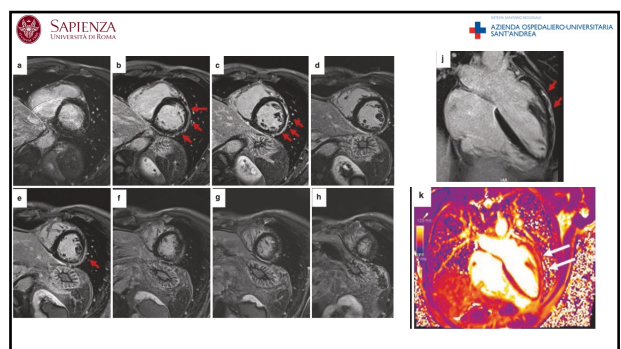 SAPIENZA
UNIVERSITÀ DI ROMA
SISTEMA SANITARIO REGIONALE
AZIENDA OSPEDALIERO-UNIVERSITARIA
SANT'ANDREA
a
b
c
d
j
e
f
g
h
k